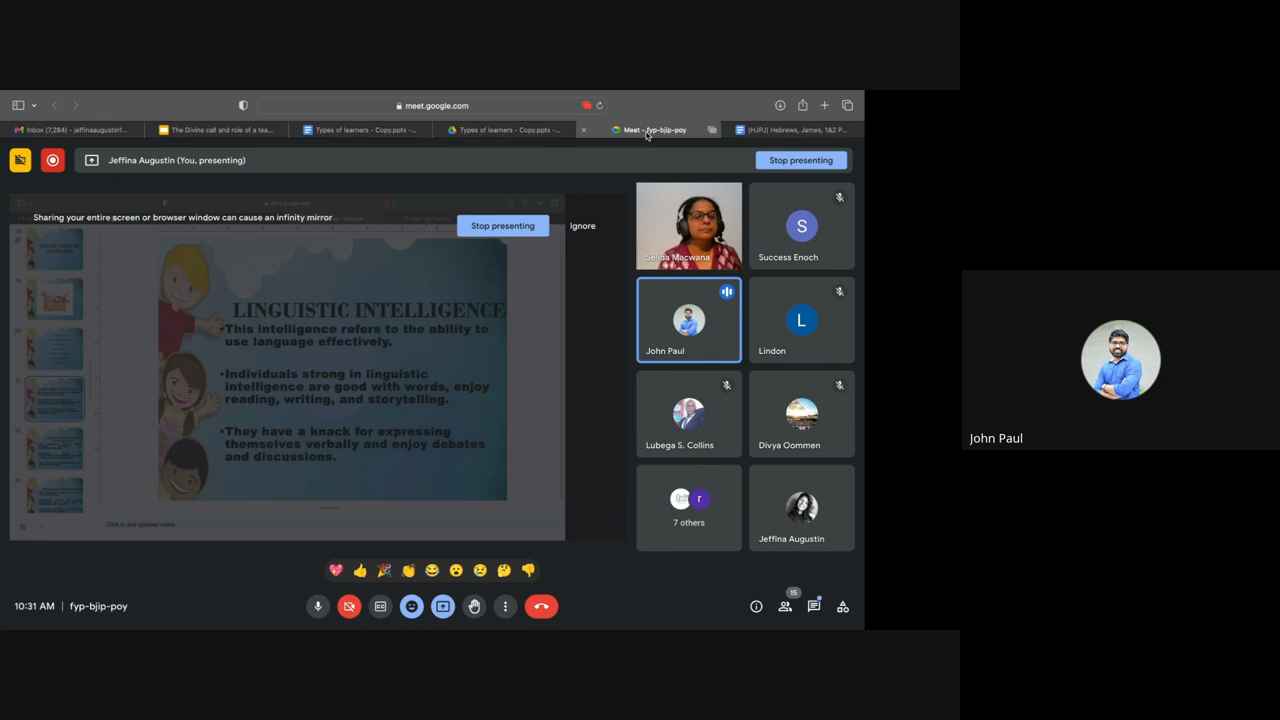 meet.google.com
Inbox (7,284) - jeffinaaugustin1...
The Divine call and role of a tea...
Types of learners - Copy.pptx -...
Types of learners - Copy.pptx -...
Meet - fyp-bjip-poy
(HJPJ) Hebrews, James, 1&2 P...
Jeffina Augustin (You, presenting)
Stop presenting
Sharing your entire screen or browser window can cause an infinity mirror
Stop presenting
Ignore
LINGUISTIC INTELLIGENCE
This intelligence refers to the ability to
use language effectively.
•Individuals strong in linguistic
intelligence are good with words, enjoy
reading, writing, and storytelling.
•They have a knack for expressing
themselves verbally and enjoy debates
and discussions.
Click to add speaker notes
Selina Macwana
S
Success Enoch
John Paul
L
Lindon
Lubega S. Collins
Divya Oommen
r
7 others
Jeffina Augustin
John Paul
10:31 AM | fyp-bjip-poy
15